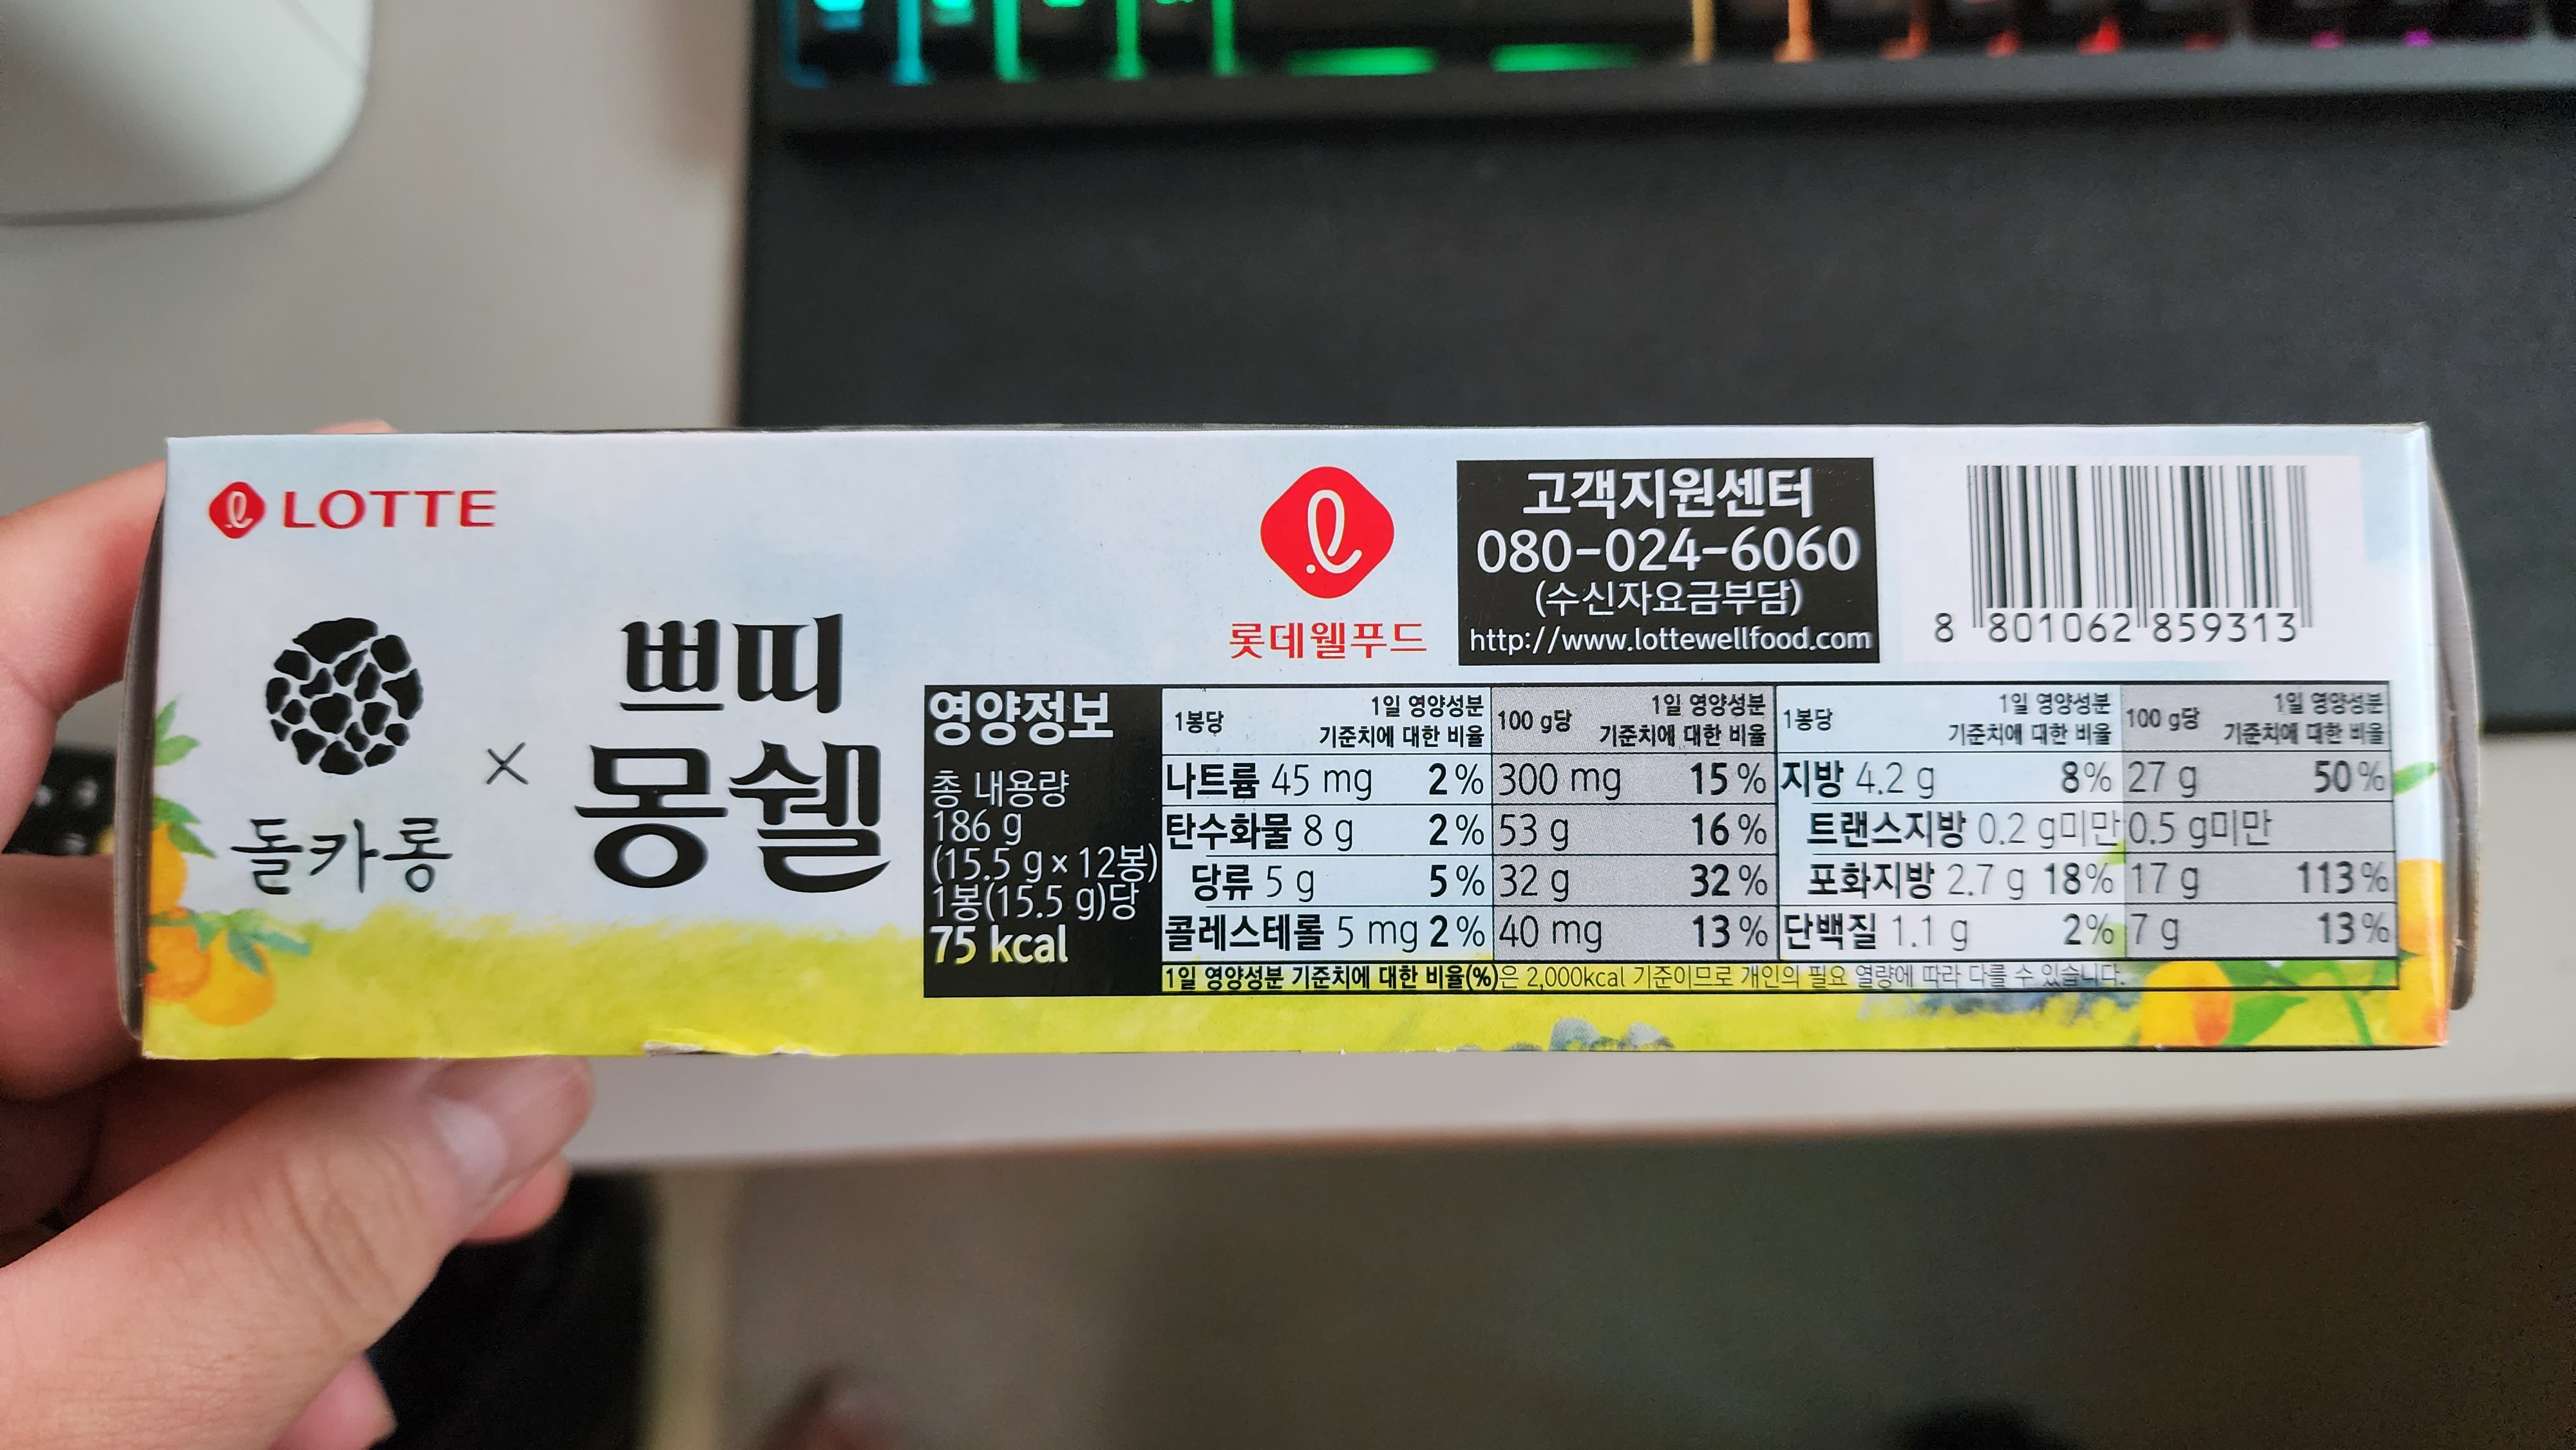 LOTTE
돌카롱
×
쁘띠
몽쉘
롯데웰푸드
고객지원센터
080-024-6060
(수신자요금부담)
http://www.lottewellfood.com
8 801062 859313
영양정보
총 내용량
186 g
(15.5 g×12봉)
1봉(15.5 g)당
75 kcal
1봉당 1일 영양성분 기준치에 대한 비율 100 g당 1일 영양성분 기준치에 대한 비율 1봉당 1일 영양성분 기준치에 대한 비율 100 g당 1일 영양성분 기준치에 대한 비율
나트륨 45 mg 2% 300 mg 15% 지방 4.2 g 8% 27 g 50%
탄수화물 8 g 2% 53 g 16% 트랜스지방 0.2 g미만 0.5 g미만
당류 5 g 5% 32 g 32% 포화지방 2.7 g 18% 17 g 113%
콜레스테롤 5 mg 2% 40 mg 13% 단백질 1.1 g 2% 7 g 13%
1일 영양성분 기준치에 대한 비율(%)은 2,000kcal 기준이므로 개인의 필요 열량에 따라 다를 수 있습니다.